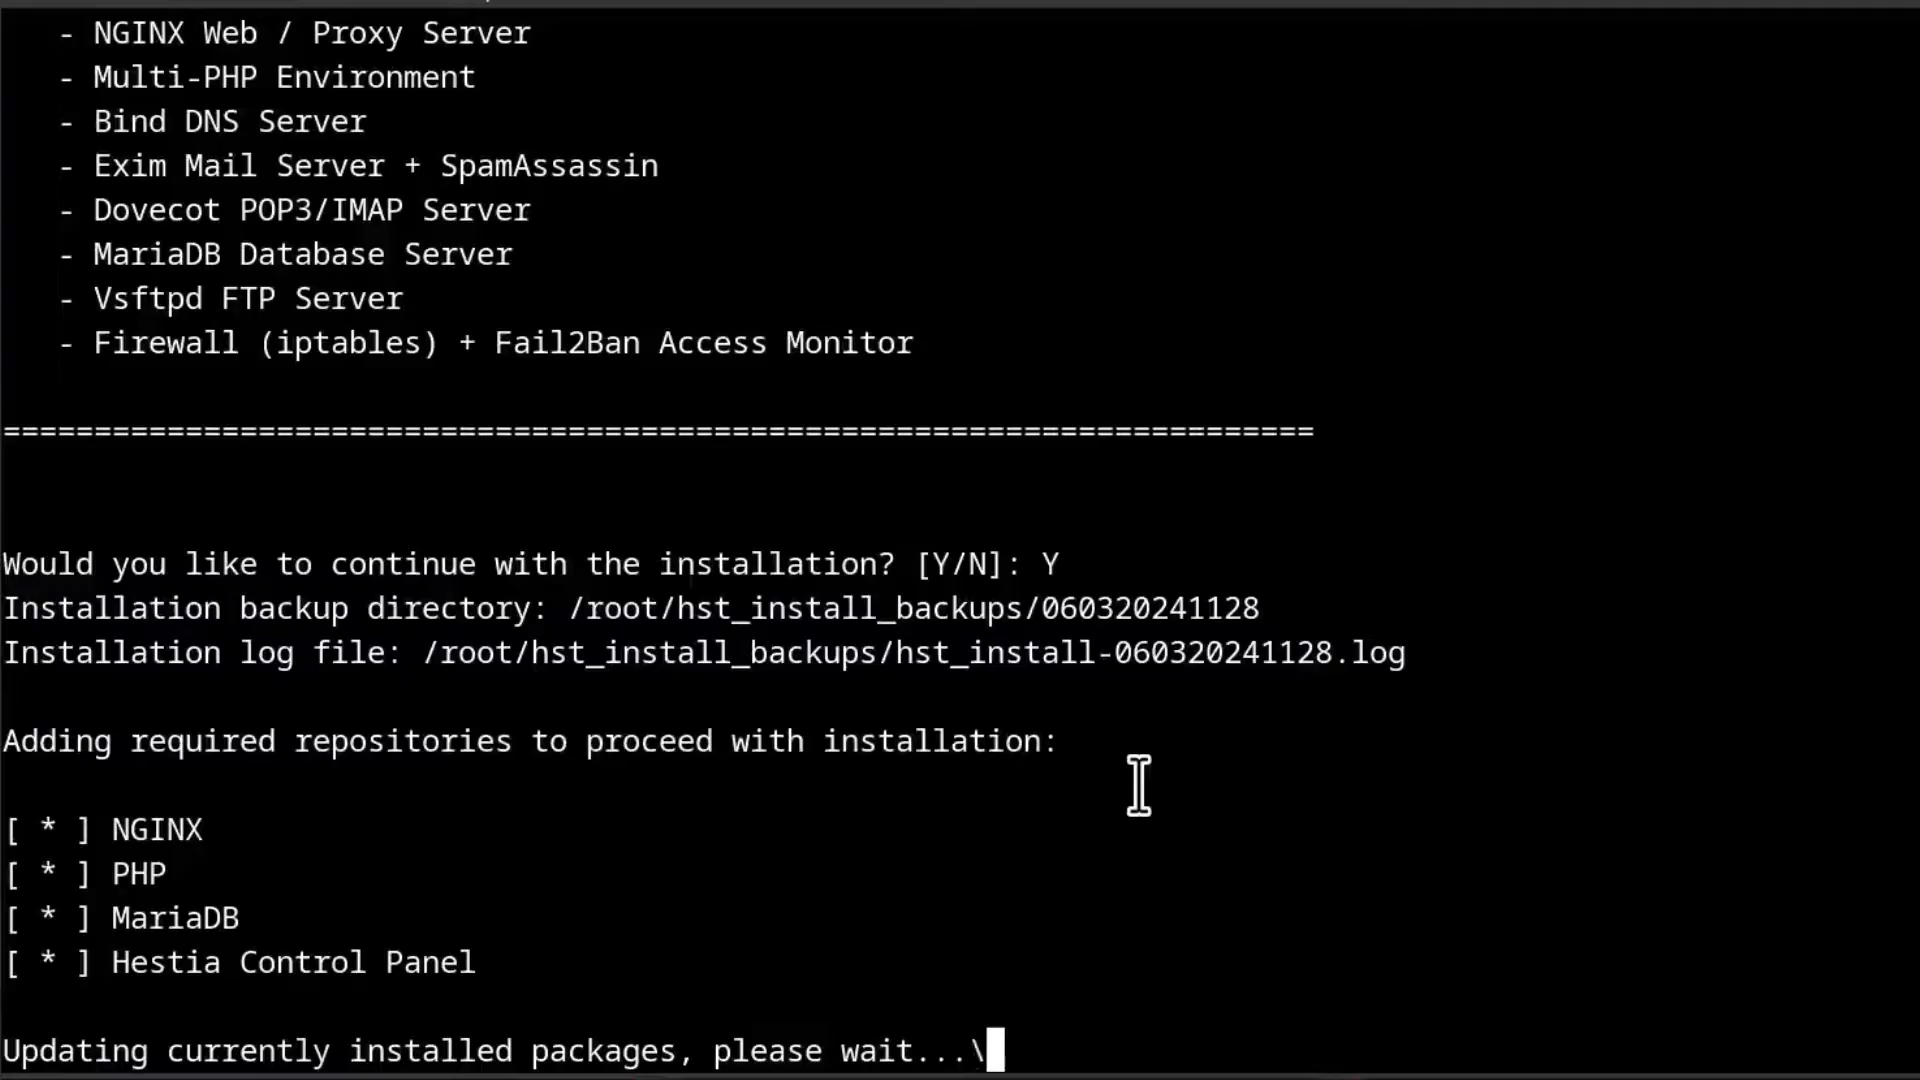 - NGINX Web / Proxy Server
- Multi-PHP Environment
- Bind DNS Server
- Exim Mail Server + SpamAssassin
- Dovecot POP3/IMAP Server
- MariaDB Database Server
- Vsftpd FTP Server
- Firewall (iptables) + Fail2Ban Access Monitor
========================================================================
Would you like to continue with the installation? [Y/N]: Y
Installation backup directory: /root/hst_install_backups/060320241128
Installation log file: /root/hst_install_backups/hst_install-060320241128.log
Adding required repositories to proceed with installation:
[ * ] NGINX
[ * ] PHP
[ * ] MariaDB
[ * ] Hestia Control Panel
Updating currently installed packages, please wait...\